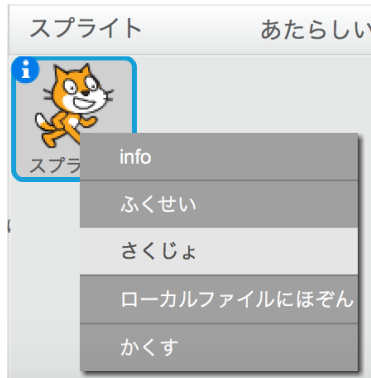 スプライト
あたらしい
i
スプラ
info
ふくせい
さくじょ
ローカルファイルにほぞん
かくす